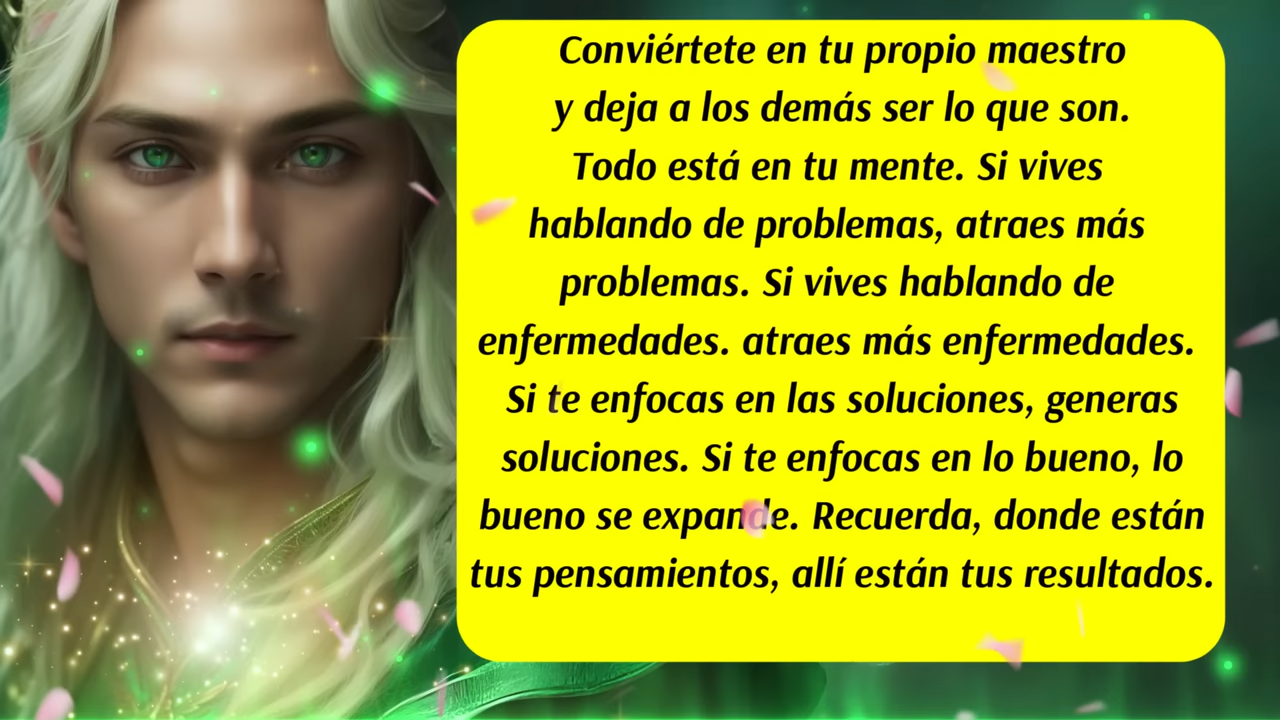 Conviértete en tu propio maestro
y deja a los demás ser lo que son.
Todo está en tu mente. Si vives
hablando de problemas, atraes más
problemas. Si vives hablando de
enfermedades. atraes más enfermedades.
Si te enfocas en las soluciones, generas
soluciones. Si te enfocas en lo bueno, lo
bueno se expande. Recuerda, donde están
tus pensamientos, allí están tus resultados.